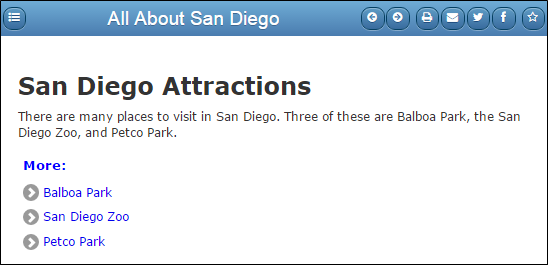 All About San Diego
San Diego Attractions
There are many places to visit in San Diego. Three of these are Balboa Park, the San
Diego Zoo, and Petco Park.
More:
Balboa Park
San Diego Zoo
Petco Park